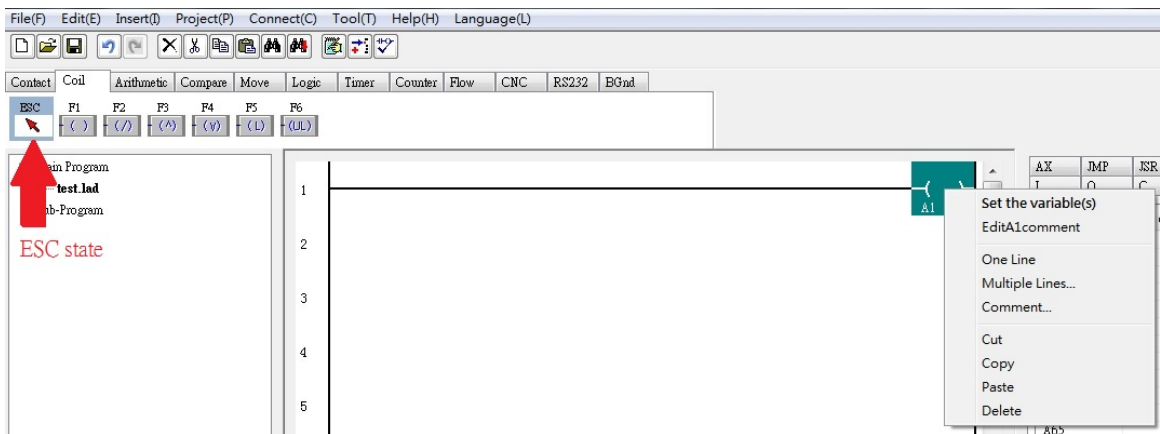 File(F) Edit(E) Insert(I) Project(P) Connect(C) Tool(T) Help(H) Language(L)
Contact Coil Arithmetic Compare Move Logic Timer Counter Flow CNC RS232 BGnd
ESC F1 F2 F3 F4 F5 F6
( ) (/) (^) (v) (L) (UL)
ain Program
test.lad
ub-Program
ESC state
1
2
3
4
5
A1
AX JMP JSR
Set the variable(s)
EditA1comment
One Line
Multiple Lines...
Comment...
Cut
Copy
Paste
Delete